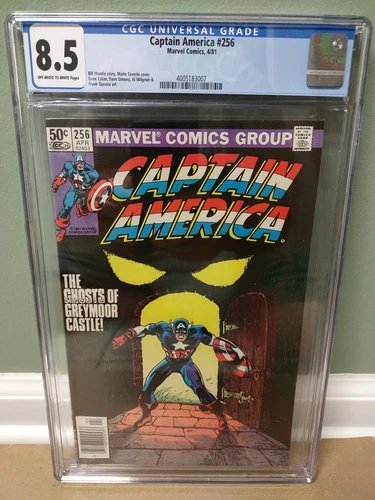 CGC UNIVERSAL GRADE
8.5
OFF-WHITE TO WHITE Pages
Captain America #256
Marvel Comics, 4/81
Bill Mantlo story, Marie Severin cover
Gene Colan, Dave Simons, Al Milgrom &
Frank Giacoia art
4005183007
CGC
50¢
256
APR
02453
MARVEL COMICS GROUP
CAPTAIN
AMERICA
THE
GHOSTS OF
GREYMOOR
CASTLE!